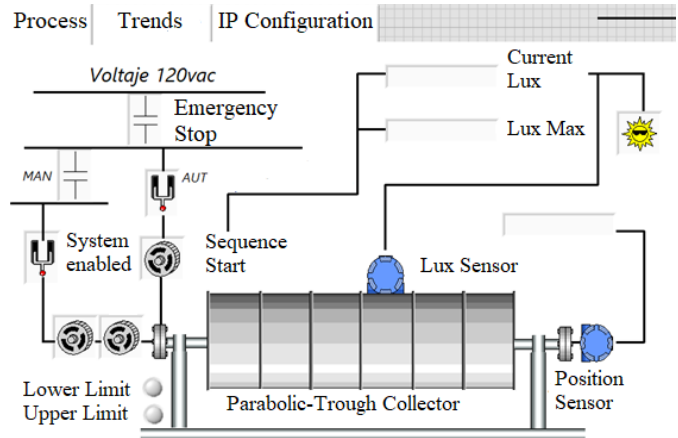 Process Trends IP Configuration
Voltaje 120vac
Emergency
Stop
Current
Lux
Lux Max
MAN
AUT
System
enabled
Sequence
Start
Lux Sensor
Lower Limit
Upper Limit
Parabolic-Trough Collector
Position
Sensor